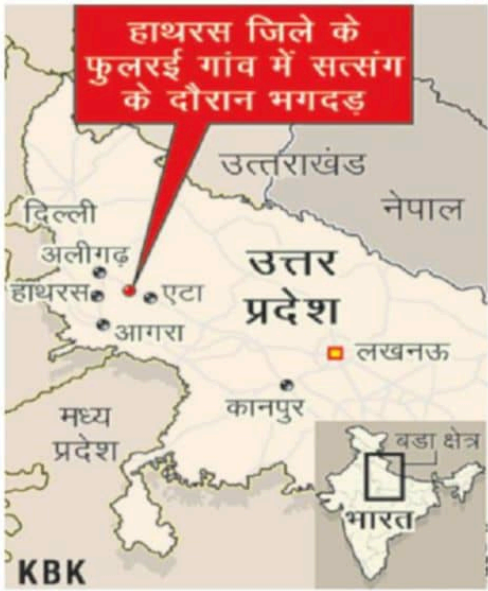 हाथरस जिले के
फुलरई गांव में सत्संग
के दौरान भगदड़
उत्तराखंड
नेपाल
दिल्ली
अलीगढ़
हाथरस
एटा
आगरा
उत्तर
प्रदेश
लखनऊ
कानपुर
मध्य
प्रदेश
बडा क्षेत्र
भारत
KBK